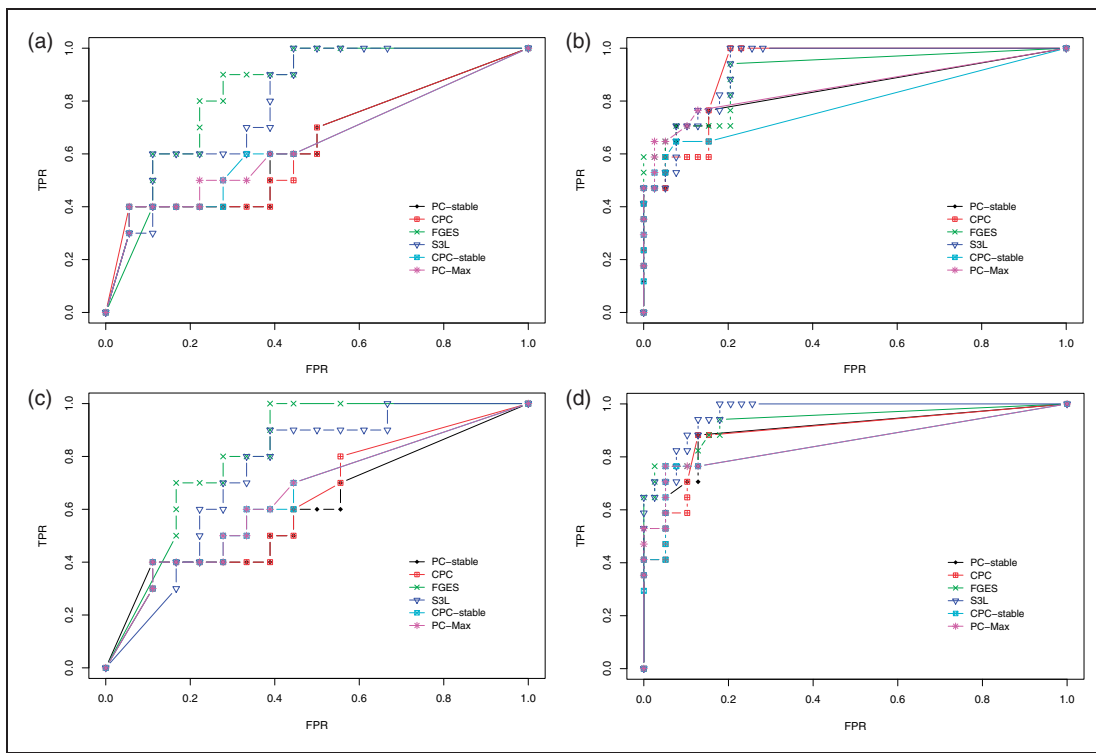 (a)
TPR
1.0
0.8
0.6
0.4
0.2
0.0
PC-stable
CPC
FGES
S3L
CPC-stable
PC-Max
0.0 0.2 0.4 0.6 0.8 1.0
FPR
(b)
TPR
1.0
0.8
0.6
0.4
0.2
0.0
PC-stable
CPC
FGES
S3L
CPC-stable
PC-Max
0.0 0.2 0.4 0.6 0.8 1.0
FPR
(c)
TPR
1.0
0.8
0.6
0.4
0.2
0.0
PC-stable
CPC
FGES
S3L
CPC-stable
PC-Max
0.0 0.2 0.4 0.6 0.8 1.0
FPR
(d)
TPR
1.0
0.8
0.6
0.4
0.2
0.0
PC-stable
CPC
FGES
S3L
CPC-stable
PC-Max
0.0 0.2 0.4 0.6 0.8 1.0
FPR